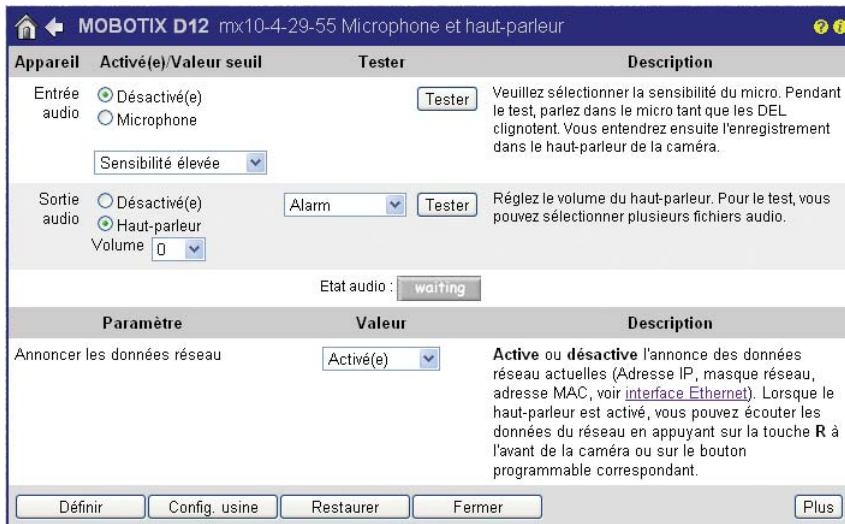 MOBOTIX D12 mx10-4-29-55 Microphone et haut-parleur
Appareil Activé(e)/Valeur seuil Tester Description
Entrée audio
Désactivé(e)
Microphone
Sensibilité élevée
Tester
Veuillez sélectionner la sensibilité du micro. Pendant
le test, parlez dans le micro tant que les DEL
clignotent. Vous entendrez ensuite l'enregistrement
dans le haut-parleur de la caméra.
Sortie audio
Désactivé(e)
Haut-parleur
Volume 0
Alarm
Tester
Réglez le volume du haut-parleur. Pour le test, vous
pouvez sélectionner plusieurs fichiers audio.
Etat audio : waiting
Paramètre Valeur Description
Annoncer les données réseau
Activé(e)
Active ou désactive l'annonce des données
réseau actuelles (Adresse IP, masque réseau,
adresse MAC, voir interface Ethernet). Lorsque le
haut-parleur est activé, vous pouvez écouter les
données du réseau en appuyant sur la touche R à
l'avant de la caméra ou sur le bouton
programmable correspondant.
Définir Config. usine Restaurer Fermer Plus